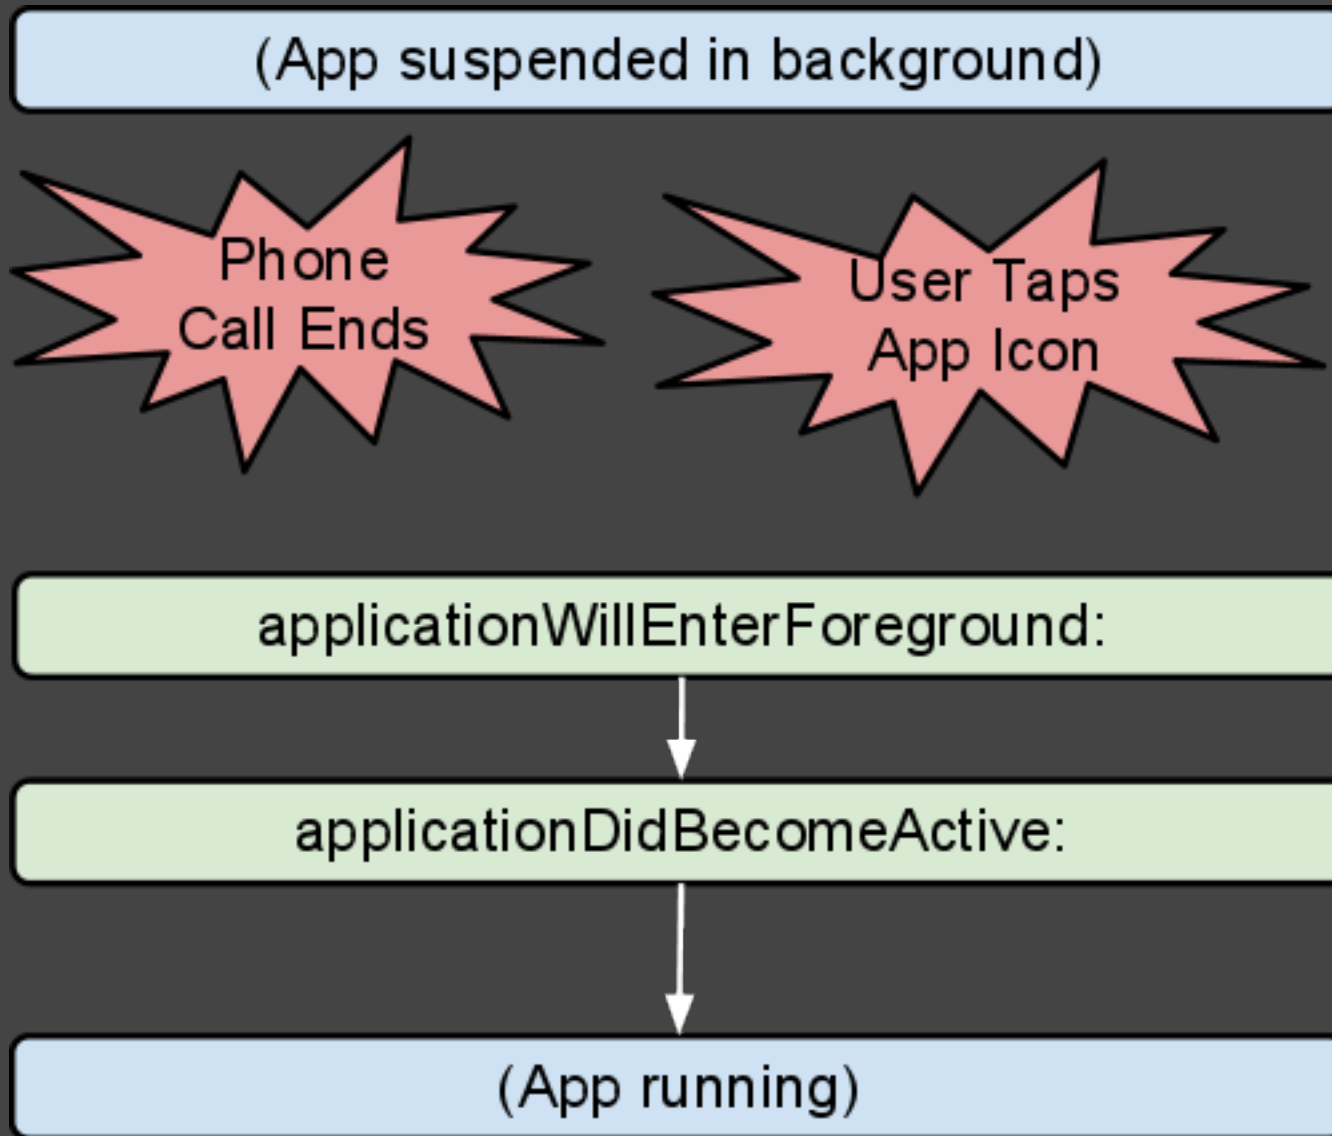 (App suspended in background)
Phone
Call Ends
User Taps
App Icon
applicationWillEnterForeground:
applicationDidBecomeActive:
(App running)